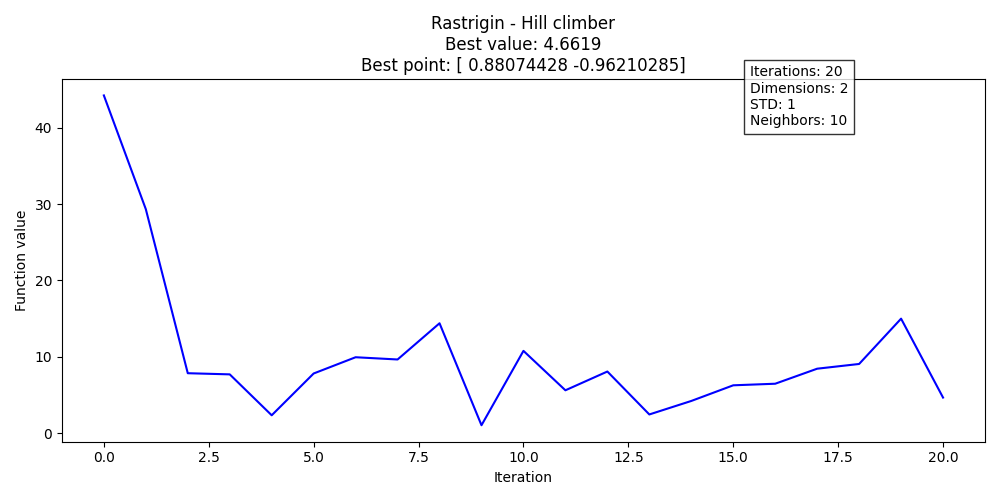 Rastrigin - Hill climber
Best value: 4.6619
Best point: [ 0.88074428 -0.96210285]
Iterations: 20
Dimensions: 2
STD: 1
Neighbors: 10
Function value
40
30
20
10
0
0.0 2.5 5.0 7.5 10.0 12.5 15.0 17.5 20.0
Iteration